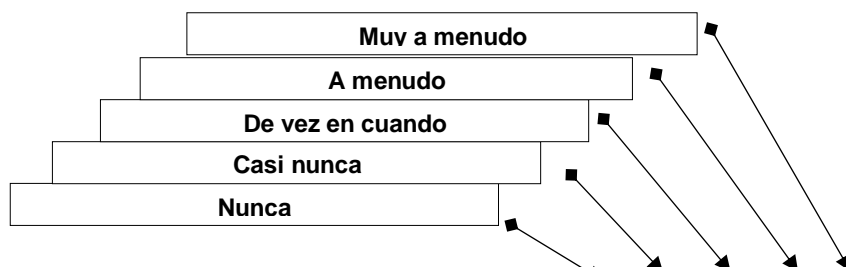 Muy a menudo
A menudo
De vez en cuando
Casi nunca
Nunca